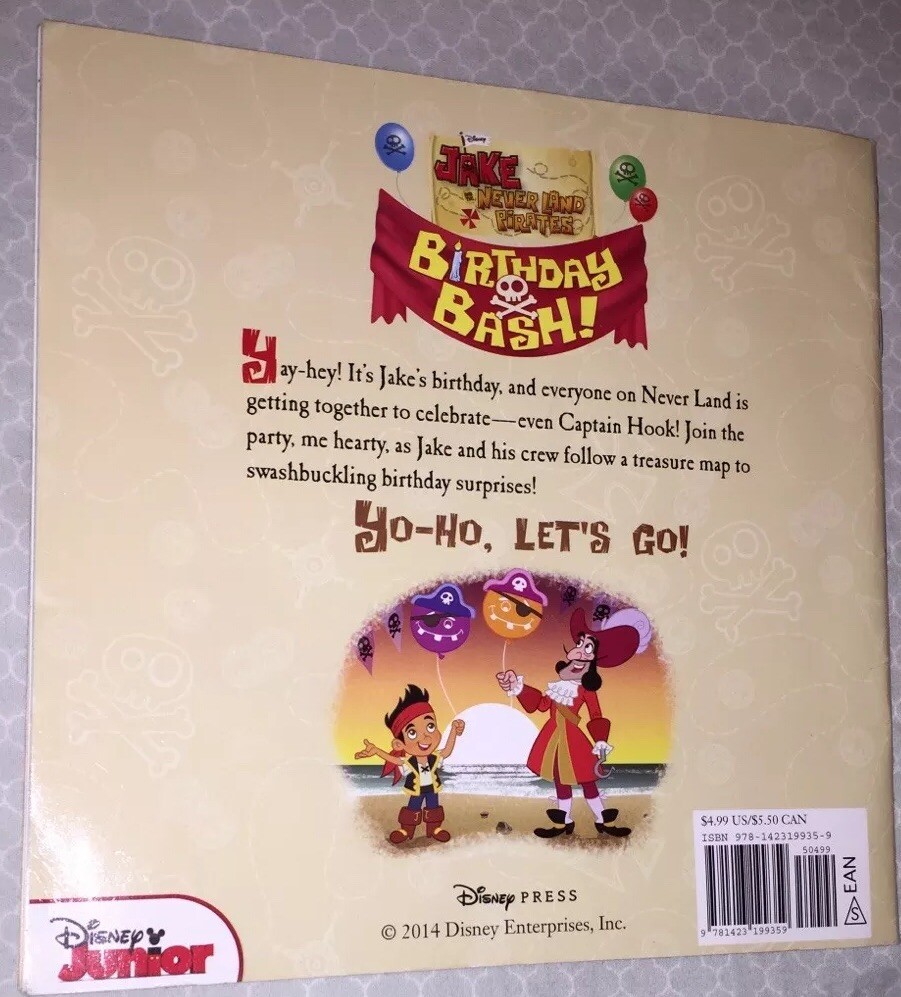 Disney
JAKE
NEVER LAND
PIRATES
BIRTHDAY
BASH!
Yay-hey! It's Jake's birthday, and everyone on Never Land is
getting together to celebrate—even Captain Hook! Join the
party, me hearty, as Jake and his crew follow a treasure map to
swashbuckling birthday surprises!
YO-HO, LET'S GO!
$4.99 US/$5.50 CAN
ISBN 978-142319935-9
50499
9 781423 199359
S EAN
Disney PRESS
© 2014 Disney Enterprises, Inc.
Disney
Junior